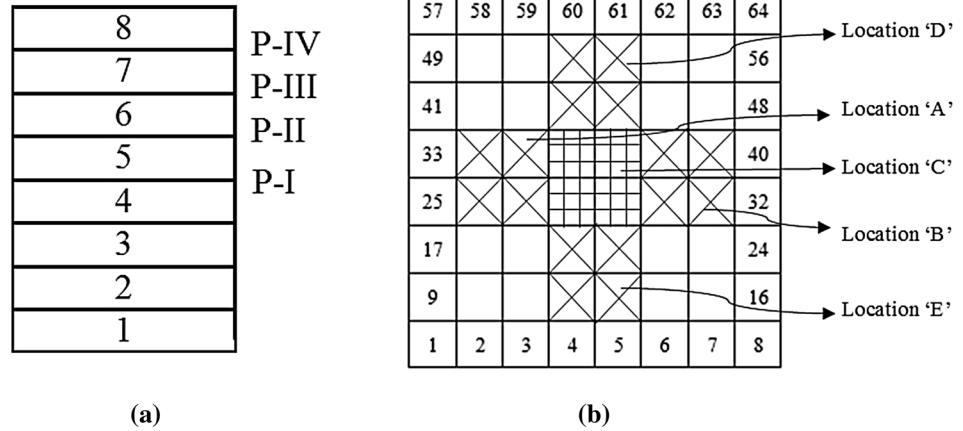 8
7
6
5
4
3
2
1
P-IV
P-III
P-II
P-I
(a)
57 58 59 60 61 62 63 64
49 56
41 48
33 40
25 32
17 24
9 16
1 2 3 4 5 6 7 8
Location ‘D’
Location ‘A’
Location ‘C’
Location ‘B’
Location ‘E’
(b)